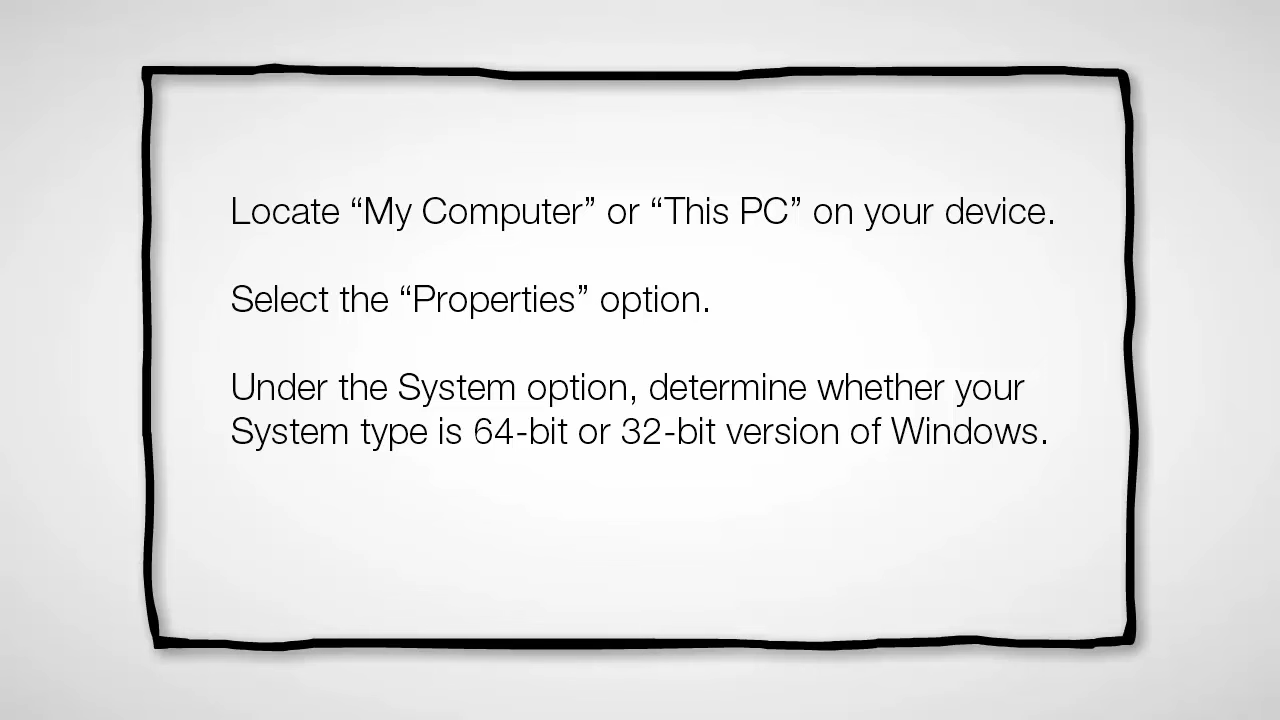 Locate “My Computer” or “This PC” on your device.
Select the “Properties” option.
Under the System option, determine whether your
System type is 64-bit or 32-bit version of Windows.